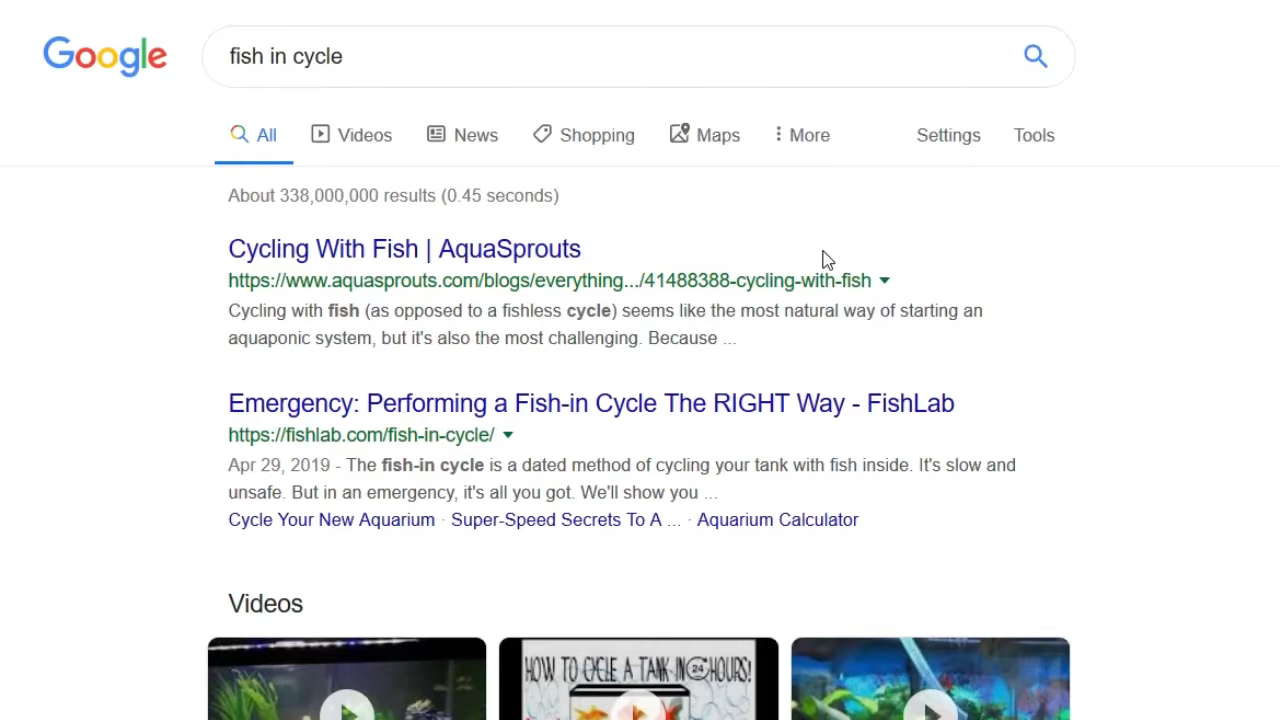 Google
fish in cycle
All Videos News Shopping Maps More Settings Tools
About 338,000,000 results (0.45 seconds)
Cycling With Fish | AquaSprouts
https://www.aquasprouts.com/blogs/everything.../41488388-cycling-with-fish
Cycling with fish (as opposed to a fishless cycle) seems like the most natural way of starting an
aquaponic system, but it's also the most challenging. Because ...
Emergency: Performing a Fish-in Cycle The RIGHT Way - FishLab
https://fishlab.com/fish-in-cycle/
Apr 29, 2019 - The fish-in cycle is a dated method of cycling your tank with fish inside. It's slow and
unsafe. But in an emergency, it's all you got. We'll show you ...
Cycle Your New Aquarium · Super-Speed Secrets To A ... · Aquarium Calculator
Videos
HOW TO CYCLE A TANK IN 24 HOURS!